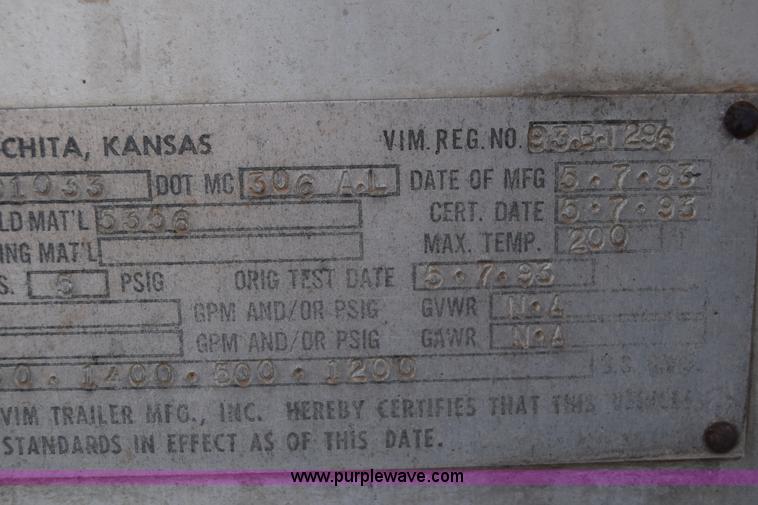 CHITA, KANSAS VIM. REG. NO. 93.B.1286
01033 DOT MC 306 A.L DATE OF MFG 5.7.93
LD MAT'L 5356 CERT. DATE 5.7.93
ING MAT'L MAX. TEMP. 200
S. 5 PSIG ORIG TEST DATE 5.7.93
GPM AND/OR PSIG GVWR N.A
GPM AND/OR PSIG GAWR N.A
0.1400.500.1200
VIM TRAILER MFG., INC. HEREBY CERTIFIES THAT THIS
STANDARDS IN EFFECT AS OF THIS DATE.
www.purplewave.com